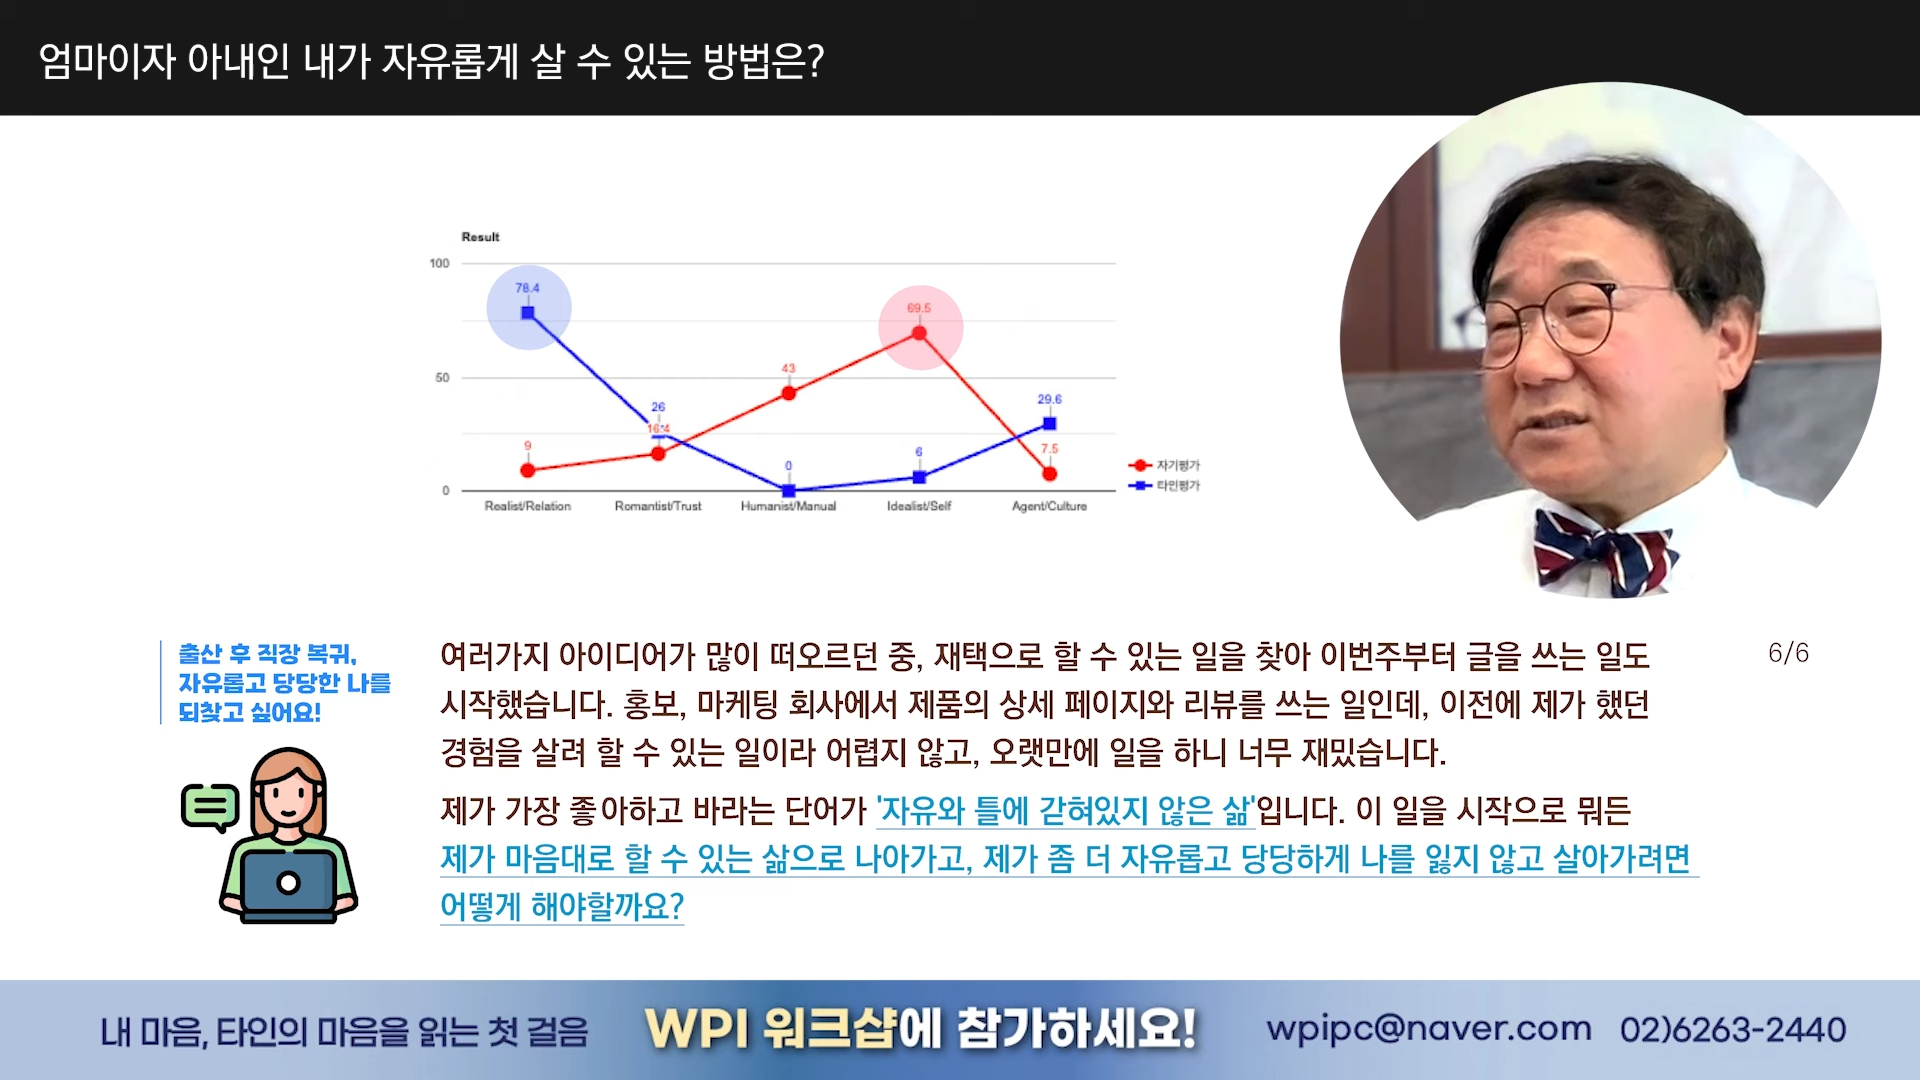 엄마이자 아내인 내가 자유롭게 살 수 있는 방법은?
Result
100
50
0
78.4
26
0
6
29.6
9
16.4
43
69.5
7.5
Realist/Relation
Romantist/Trust
Humanist/Manual
Idealist/Self
Agent/Culture
자기평가
타인평가
출산 후 직장 복귀,
자유롭고 당당한 나를
되찾고 싶어요!
여러가지 아이디어가 많이 떠오르던 중, 재택으로 할 수 있는 일을 찾아 이번주부터 글을 쓰는 일도
시작했습니다. 홍보, 마케팅 회사에서 제품의 상세 페이지와 리뷰를 쓰는 일인데, 이전에 제가 했던
경험을 살려 할 수 있는 일이라 어렵지 않고, 오랫만에 일을 하니 너무 재밌습니다.
6/6
제가 가장 좋아하고 바라는 단어가 '자유와 틀에 갇혀있지 않은 삶'입니다. 이 일을 시작으로 뭐든
제가 마음대로 할 수 있는 삶으로 나아가고, 제가 좀 더 자유롭고 당당하게 나를 잃지 않고 살아가려면
어떻게 해야할까요?
내 마음, 타인의 마음을 읽는 첫 걸음
WPI 워크샵에 참가하세요!
wpipc@naver.com
02)6263-2440